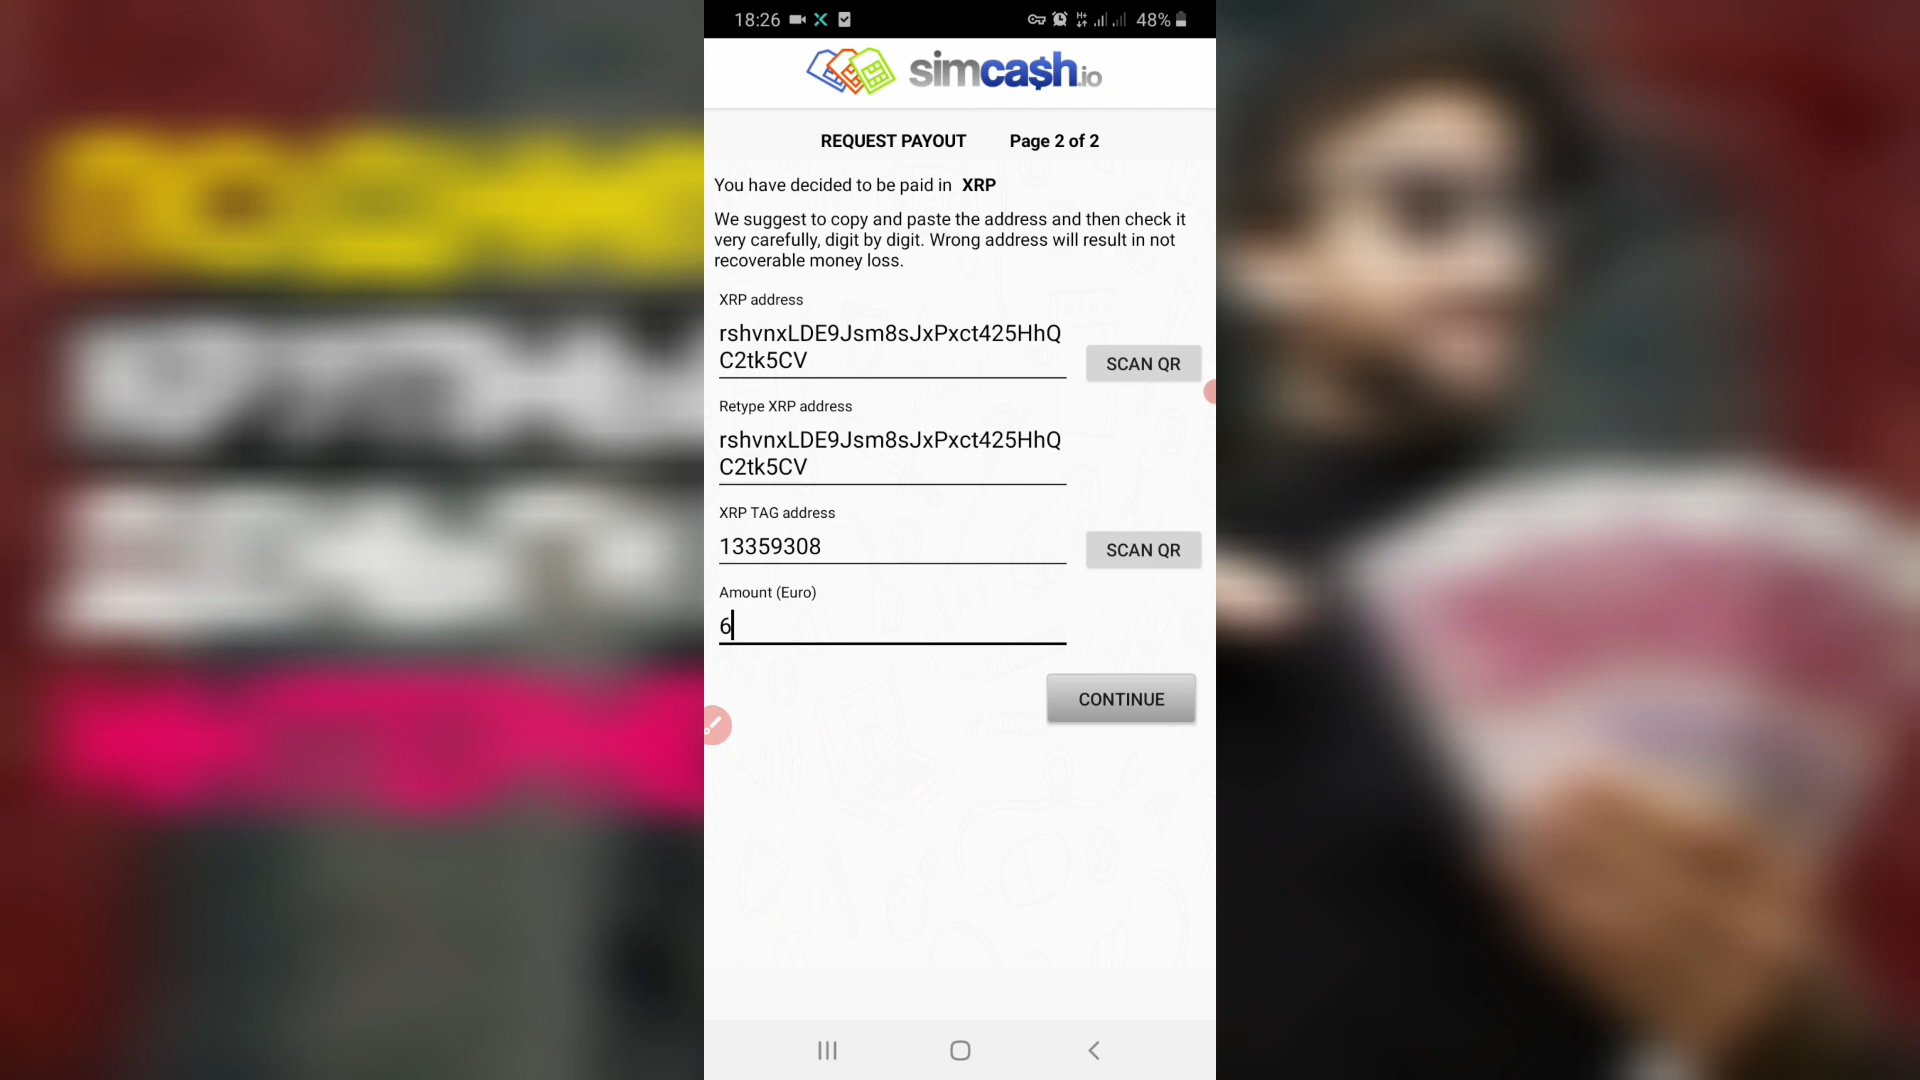 18:26
48%
simca$h.io
REQUEST PAYOUT Page 2 of 2
You have decided to be paid in XRP
We suggest to copy and paste the address and then check it
very carefully, digit by digit. Wrong address will result in not
recoverable money loss.
XRP address
rshvnxLDE9Jsm8sJxPxct425HhQ
C2tk5CV
SCAN QR
Retype XRP address
rshvnxLDE9Jsm8sJxPxct425HhQ
C2tk5CV
XRP TAG address
13359308
SCAN QR
Amount (Euro)
6
CONTINUE